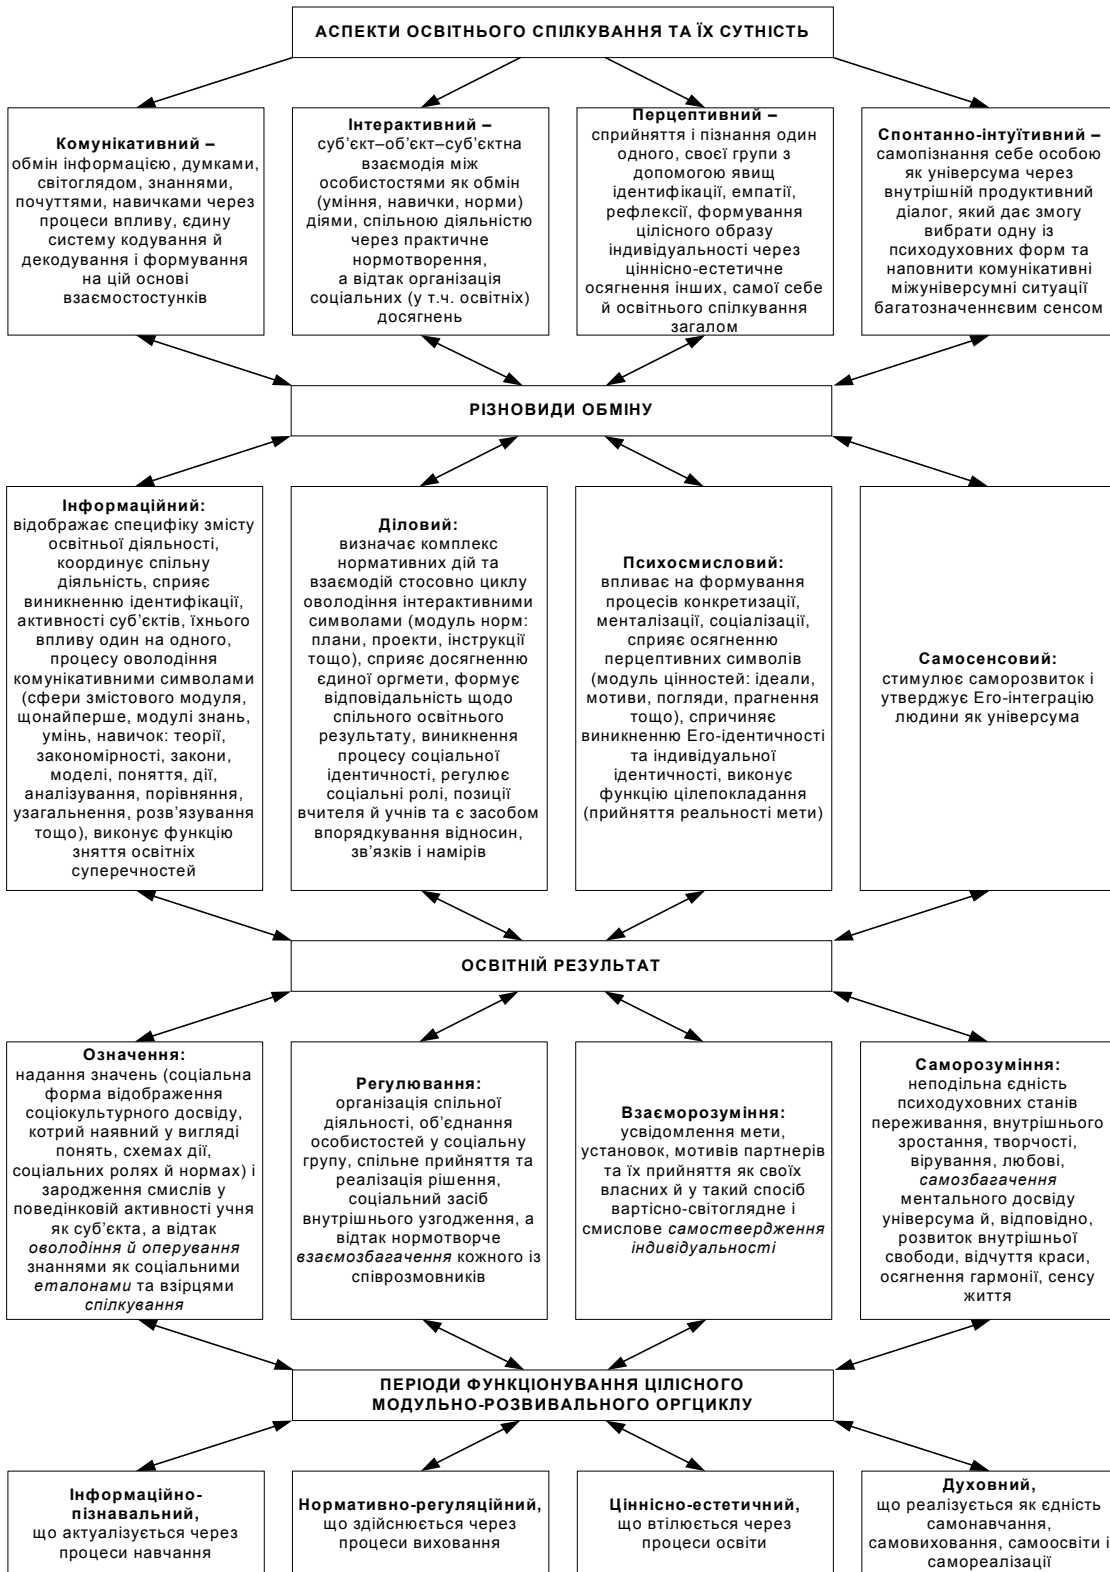 АСПЕКТИ ОСВІТНЬОГО СПІЛКУВАННЯ ТА ЇХ СУТНІСТЬ
Комунікативний –
обмін інформацією, думками,
світоглядом, знаннями,
почуттями, навичками через
процеси впливу, єдину
систему кодування й
декодування і формування
на цій основі
взаємостостунків
Інтерактивний –
суб’єкт–об’єкт–суб’єктна
взаємодія між
особистостями як обмін
(уміння, навички, норми)
діями, спільною діяльністю
через практичне
нормотворення,
а відтак організація
соціальних (у т.ч. освітніх)
досягнень
Перцептивний –
сприйняття і пізнання один
одного, своєї групи з
допомогою явищ
ідентифікації, емпатії,
рефлексії, формування
цілісного образу
індивідуальності через
ціннісно-естетичне
осягнення інших, самої себе
й освітнього спілкування
загалом
Спонтанно-інтуїтивний –
самопізнання себе особою
як універсума через
внутрішній продуктивний
діалог, який дає змогу
вибрати одну із
психодуховних форм та
наповнити комунікативні
міжуніверсумні ситуації
багатозначеннєвим сенсом
РІЗНОВИДИ ОБМІНУ
Інформаційний:
відображає специфіку змісту
освітньої діяльності,
координує спільну
діяльність, сприяє
виникненню ідентифікації,
активності суб’єктів, їхнього
впливу один на одного,
процесу оволодіння
комунікативними символами
(сфери змістового модуля,
щонайперше, модулі знань,
умінь, навичок: теорії,
закономірності, закони,
моделі, поняття, дії,
аналізування, порівняння,
узагальнення, розв’язування
тощо), виконує функцію
зняття освітніх
суперечностей
Діловий:
визначає комплекс
нормативних дій та
взаємодій стосовно циклу
оволодіння інтерактивними
символами (модуль норм:
плани, проекти, інструкції
тощо), сприяє досягненню
єдиної оргмети, формує
відповідальність щодо
спільного освітнього
результату, виникнення
процесу соціальної
ідентичності, регулює
соціальні ролі, позиції
вчителя й учнів та є засобом
впорядкування відносин,
зв’язків і намірів
Психосмисловий:
впливає на формування
процесів конкретизації,
менталізації, соціалізації,
сприяє осягненню
перцептивних символів
(модуль цінностей: ідеали,
мотиви, погляди, прагнення
тощо), спричиняє
виникненню Его-ідентичності
та індивідуальної
ідентичності, виконує
функцію цілепокладання
(прийняття реальності мети)
Самосенсовий:
стимулює саморозвиток і
утверджує Его-інтеграцію
людини як універсума
ОСВІТНІЙ РЕЗУЛЬТАТ
Означення:
надання значень (соціальна
форма відображення
соціокультурного досвіду,
котрий наявний у вигляді
понять, схемах дії,
соціальних ролях й нормах) і
зародження смислів у
поведінковій активності учня
як суб’єкта, а відтак
оволодіння й оперування
знаннями як соціальними
еталонами та взірцями
спілкування
Регулювання:
організація спільної
діяльності, об’єднання
особистостей у соціальну
групу, спільне прийняття та
реалізація рішення,
соціальний засіб
внутрішнього узгодження, а
відтак нормотворче
взаємозбагачення кожного із
співрозмовників
Взаєморозуміння:
усвідомлення мети,
установок, мотивів партнерів
та їх прийняття як своїх
власних й у такий спосіб
вартісно-світоглядне і
смислове самоствердження
індивідуальності
Саморозуміння:
неподільна єдність
психодуховних станів
переживання, внутрішнього
зростання, творчості,
вірування, любові,
самозбагачення
ментального досвіду
універсума й, відповідно,
розвиток внутрішньої
свободи, відчуття краси,
осягнення гармонії, сенсу
життя
ПЕРІОДИ ФУНКЦІОНУВАННЯ ЦІЛІСНОГО
МОДУЛЬНО-РОЗВИВАЛЬНОГО ОРГЦИКЛУ
Інформаційно-
пізнавальний,
що актуалізується через
процеси навчання
Нормативно-регуляційний,
що здійснюється через
процеси виховання
Ціннісно-естетичний,
що втілюється через
процеси освіти
Духовний,
що реалізується як єдність
самонавчання,
самовиховання, самоосвіти і
самореалізації